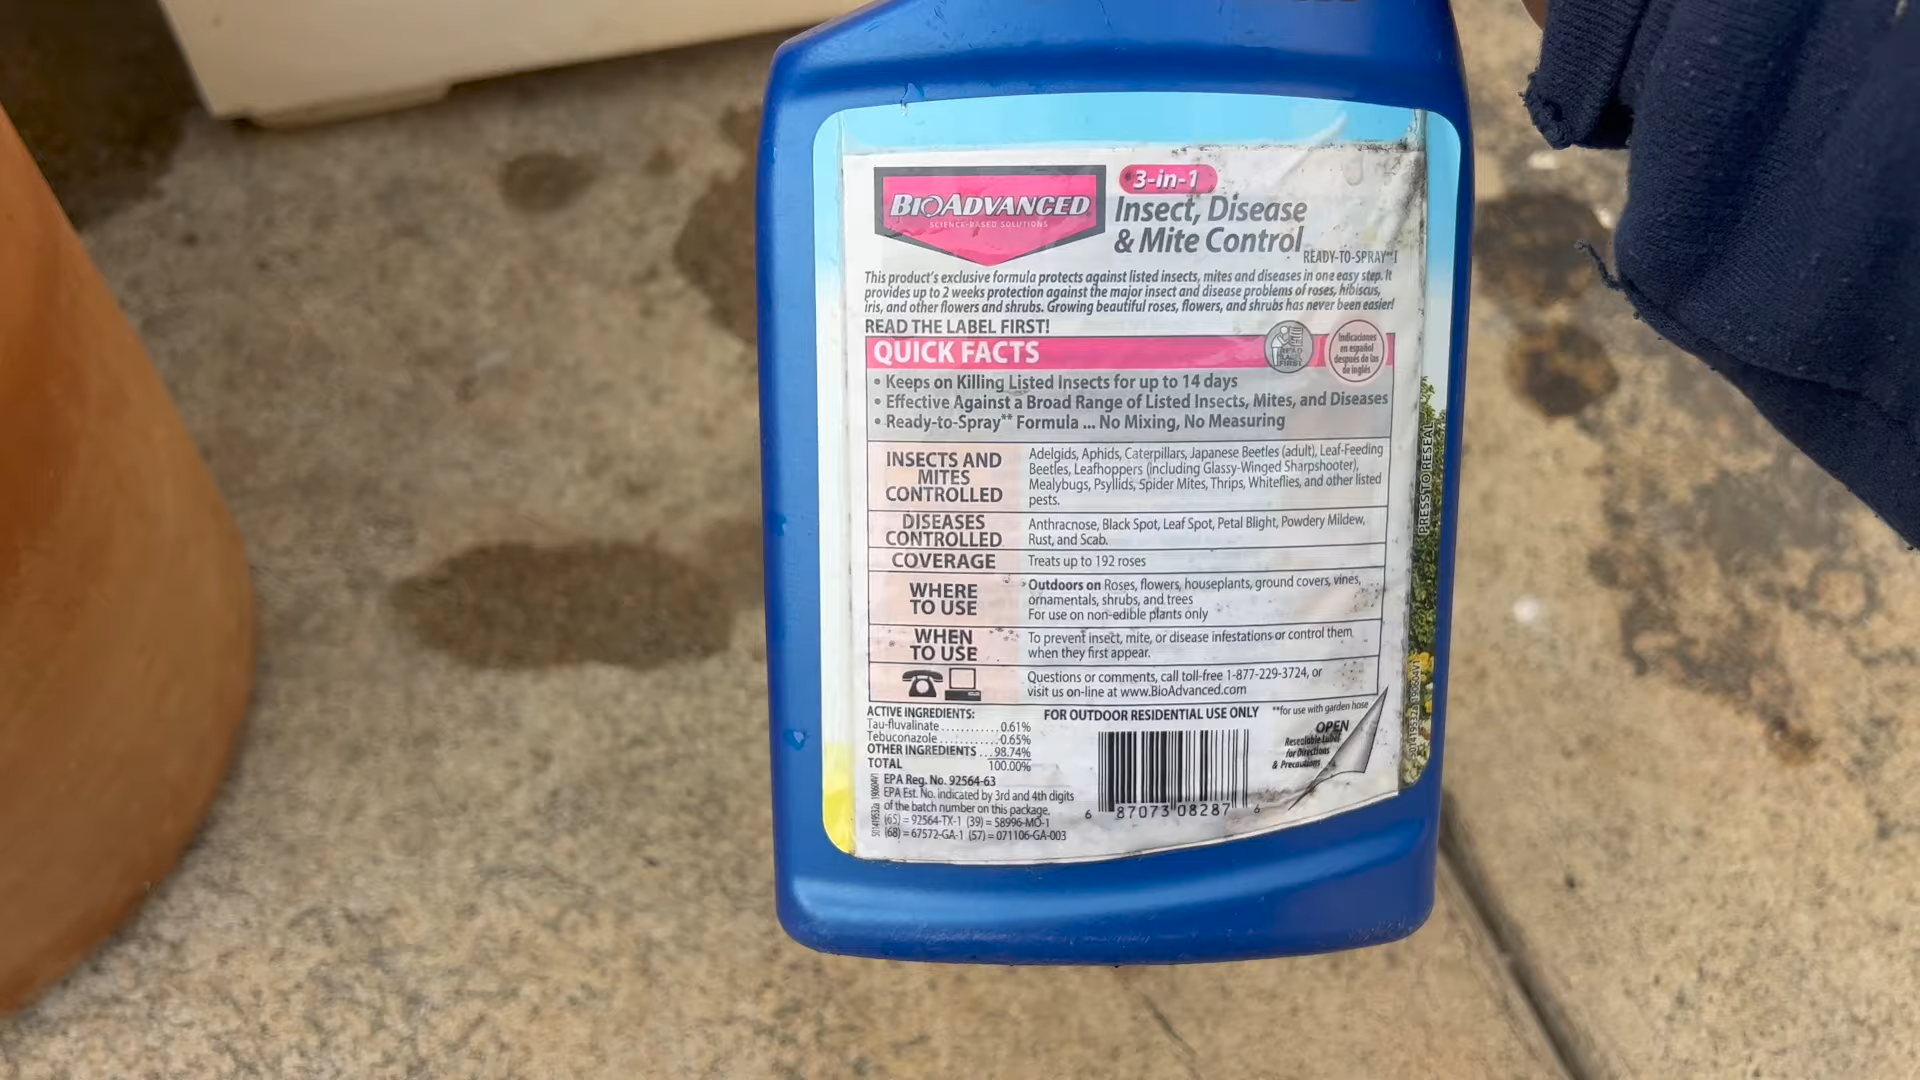 BIOADVANCED
SCIENCE-BASED SOLUTIONS
3-in-1
Insect, Disease
& Mite Control
READY-TO-SPRAY**!
This product's exclusive formula protects against listed insects, mites and diseases in one easy step. It
provides up to 2 weeks protection against the major insect and disease problems of roses, hibiscus,
iris, and other flowers and shrubs. Growing beautiful roses, flowers, and shrubs has never been easier!
READ THE LABEL FIRST!
QUICK FACTS
READ
LABEL
FIRST
Indicaciones
en español
después de las
de inglés
• Keeps on Killing Listed Insects for up to 14 days
• Effective Against a Broad Range of Listed Insects, Mites, and Diseases
• Ready-to-Spray** Formula ... No Mixing, No Measuring
INSECTS AND
MITES
CONTROLLED
Adelgids, Aphids, Caterpillars, Japanese Beetles (adult), Leaf-Feeding
Beetles, Leafhoppers (including Glassy-Winged Sharpshooter),
Mealybugs, Psyllids, Spider Mites, Thrips, Whiteflies, and other listed
pests.
DISEASES
CONTROLLED
Anthracnose, Black Spot, Leaf Spot, Petal Blight, Powdery Mildew,
Rust, and Scab.
COVERAGE
Treats up to 192 roses
WHERE
TO USE
Outdoors on Roses, flowers, houseplants, ground covers, vines,
ornamentals, shrubs, and trees
For use on non-edible plants only
WHEN
TO USE
To prevent insect, mite, or disease infestations or control them
when they first appear.
Questions or comments, call toll-free 1-877-229-3724, or
visit us on-line at www.BioAdvanced.com
ACTIVE INGREDIENTS:
Tau-fluvalinate............0.61%
Tebuconazole............0.65%
OTHER INGREDIENTS...98.74%
TOTAL 100.00%
EPA Reg. No. 92564-63
EPA Est. No. indicated by 3rd and 4th digits
of the batch number on this package.
(65) = 92564-TX-1 (39) = 58996-MO-1
(68) = 67572-GA-1 (57) = 071106-GA-003
FOR OUTDOOR RESIDENTIAL USE ONLY
**for use with garden hose
OPEN
Resealable Label
for Directions
& Precautions
6 87073 08287 6
PRESS TO RESEAL